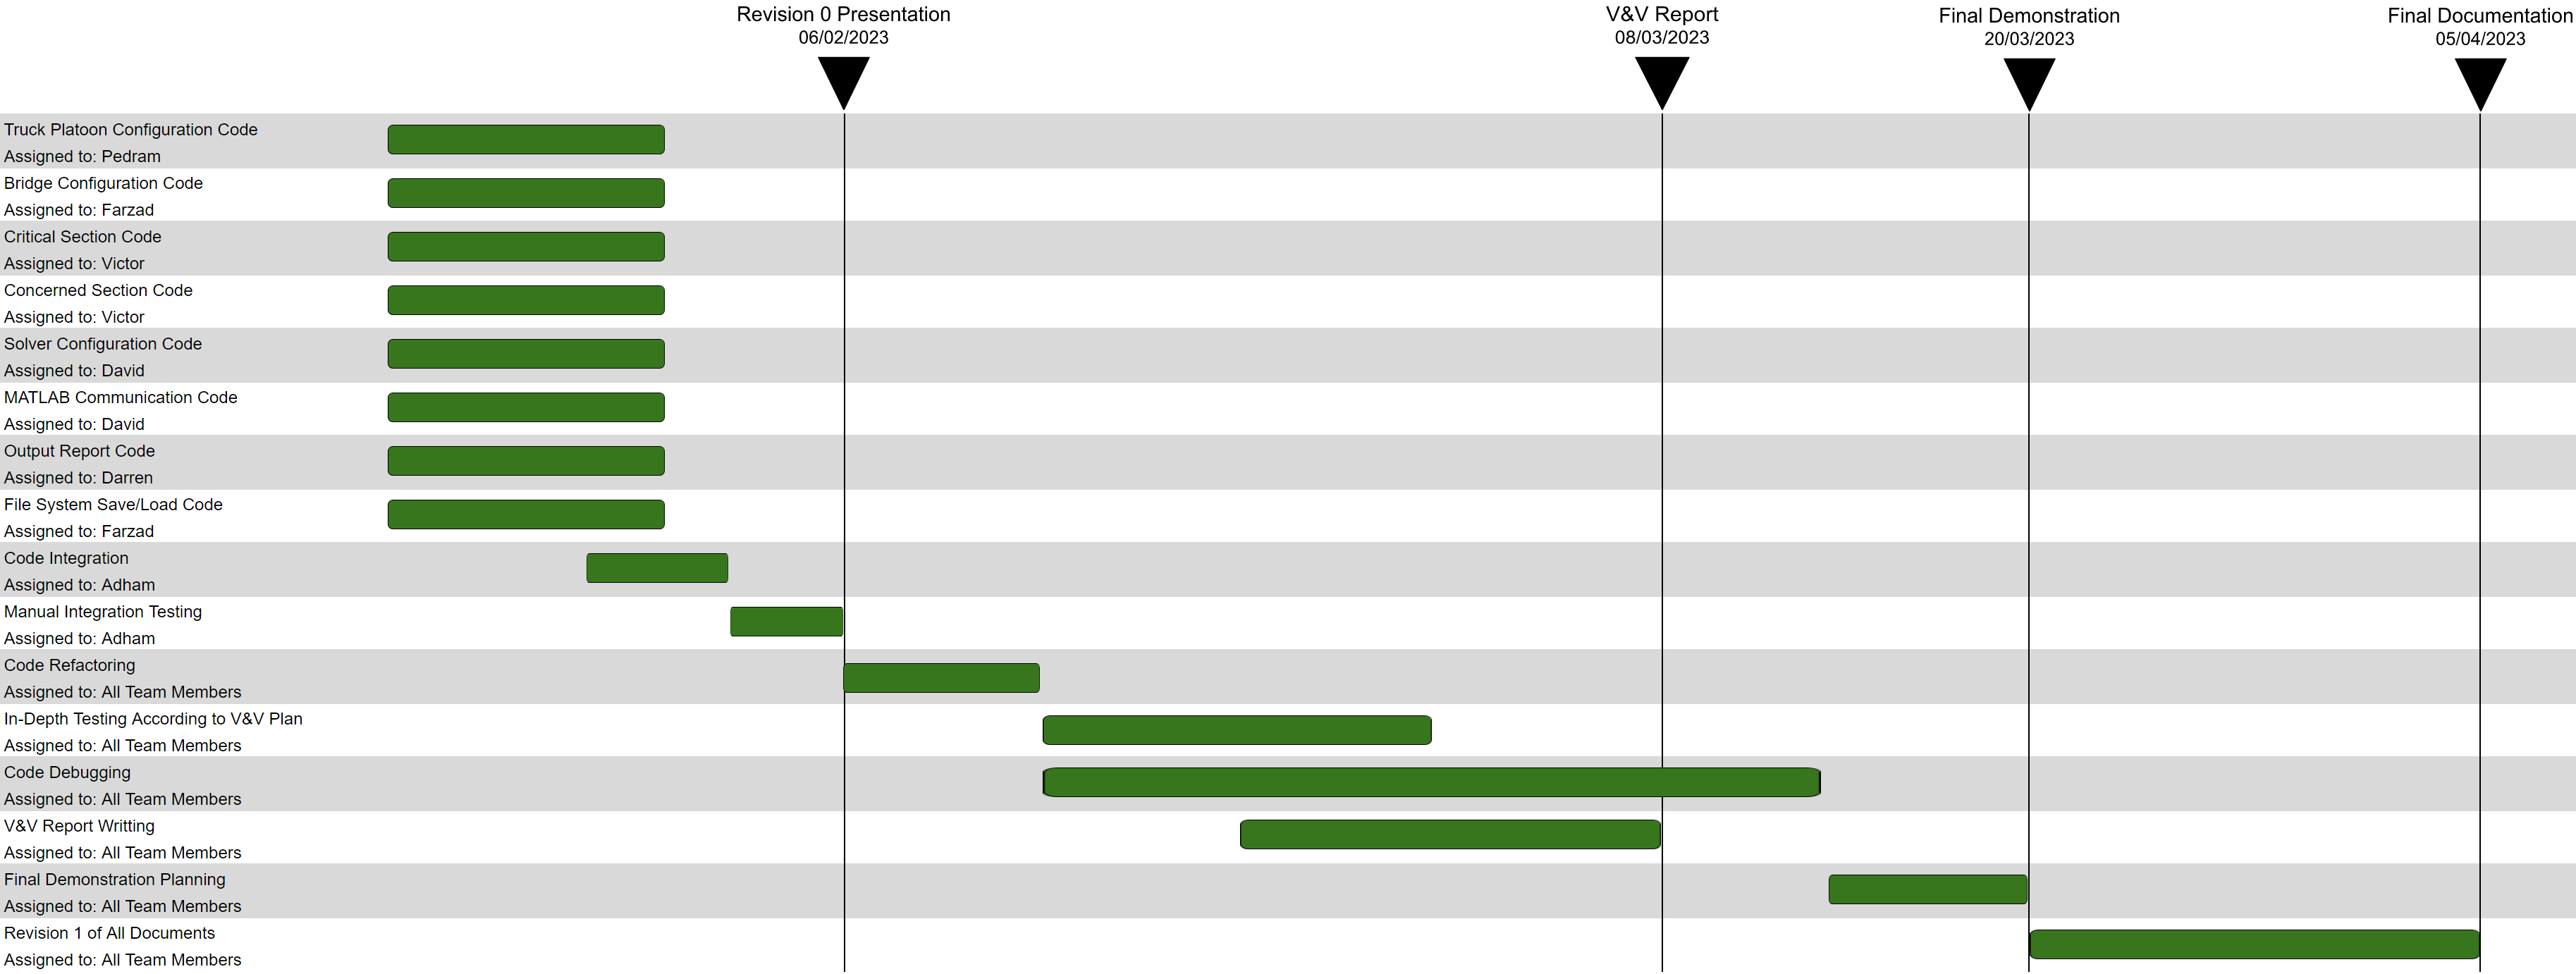 Revision 0 Presentation
06/02/2023
V&V Report
08/03/2023
Final Demonstration
20/03/2023
Final Documentation
05/04/2023
Truck Platoon Configuration Code
Assigned to: Pedram
Bridge Configuration Code
Assigned to: Farzad
Critical Section Code
Assigned to: Victor
Concerned Section Code
Assigned to: Victor
Solver Configuration Code
Assigned to: David
MATLAB Communication Code
Assigned to: David
Output Report Code
Assigned to: Darren
File System Save/Load Code
Assigned to: Farzad
Code Integration
Assigned to: Adham
Manual Integration Testing
Assigned to: Adham
Code Refactoring
Assigned to: All Team Members
In-Depth Testing According to V&V Plan
Assigned to: All Team Members
Code Debugging
Assigned to: All Team Members
V&V Report Writting
Assigned to: All Team Members
Final Demonstration Planning
Assigned to: All Team Members
Revision 1 of All Documents
Assigned to: All Team Members